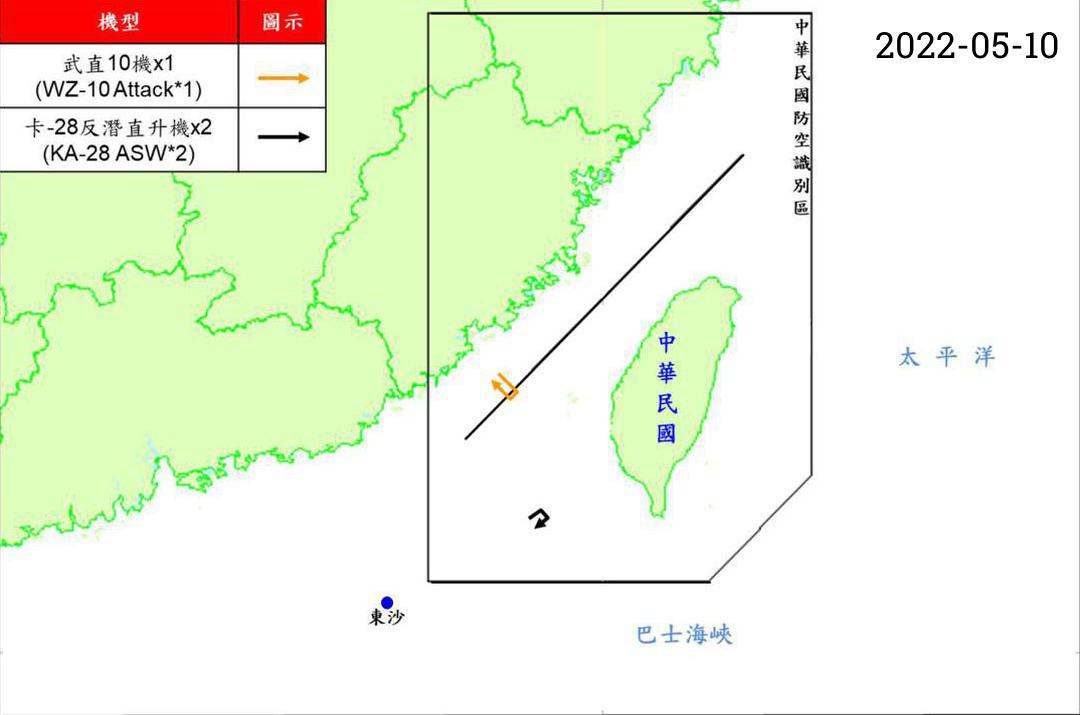 機型
圖示
武直10機x1
(WZ-10 Attack*1)
卡-28反潛直升機x2
(KA-28 ASW*2)
2022-05-10
中華民國防空識別區
中華民國
太平洋
東沙
巴士海峽